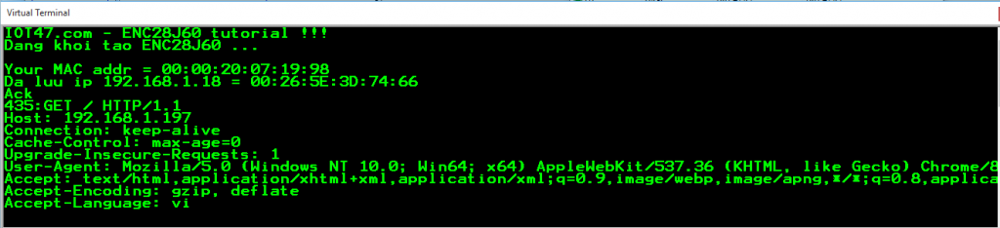 Virtual Terminal
IOT47.com - ENC28J60 tutorial !!!
Dang khoi tao ENC28J60 ...
Your MAC addr = 00:00:20:07:19:98
Da luu ip 192.168.1.18 = 00:26:5E:3D:74:66
Ack
435:GET / HTTP/1.1
Host: 192.168.1.197
Connection: keep-alive
Cache-Control: max-age=0
Upgrade-Insecure-Requests: 1
User-Agent: Mozilla/5.0 (Windows NT 10.0; Win64; x64) AppleWebKit/537.36 (KHTML, like Gecko) Chrome/8
Accept: text/html,application/xhtml+xml,application/xml;q=0.9,image/webp,image/apng,*/*;q=0.8,applica
Accept-Encoding: gzip, deflate
Accept-Language: vi